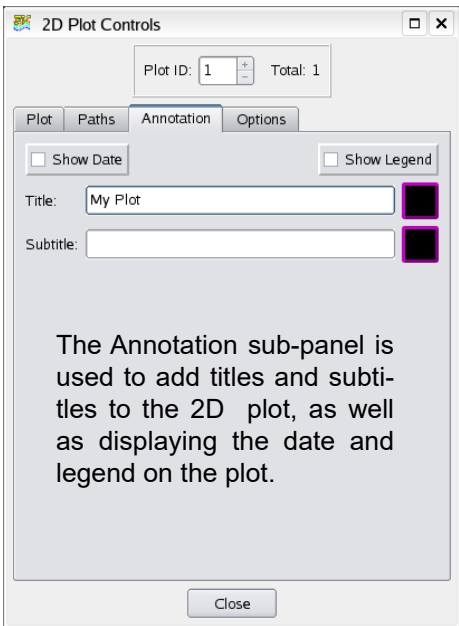 2D Plot Controls
Plot ID: 1 Total: 1
Plot Paths Annotation Options
Show Date Show Legend
Title: My Plot
Subtitle:
The Annotation sub-panel is
used to add titles and subti-
tles to the 2D plot, as well
as displaying the date and
legend on the plot.
Close